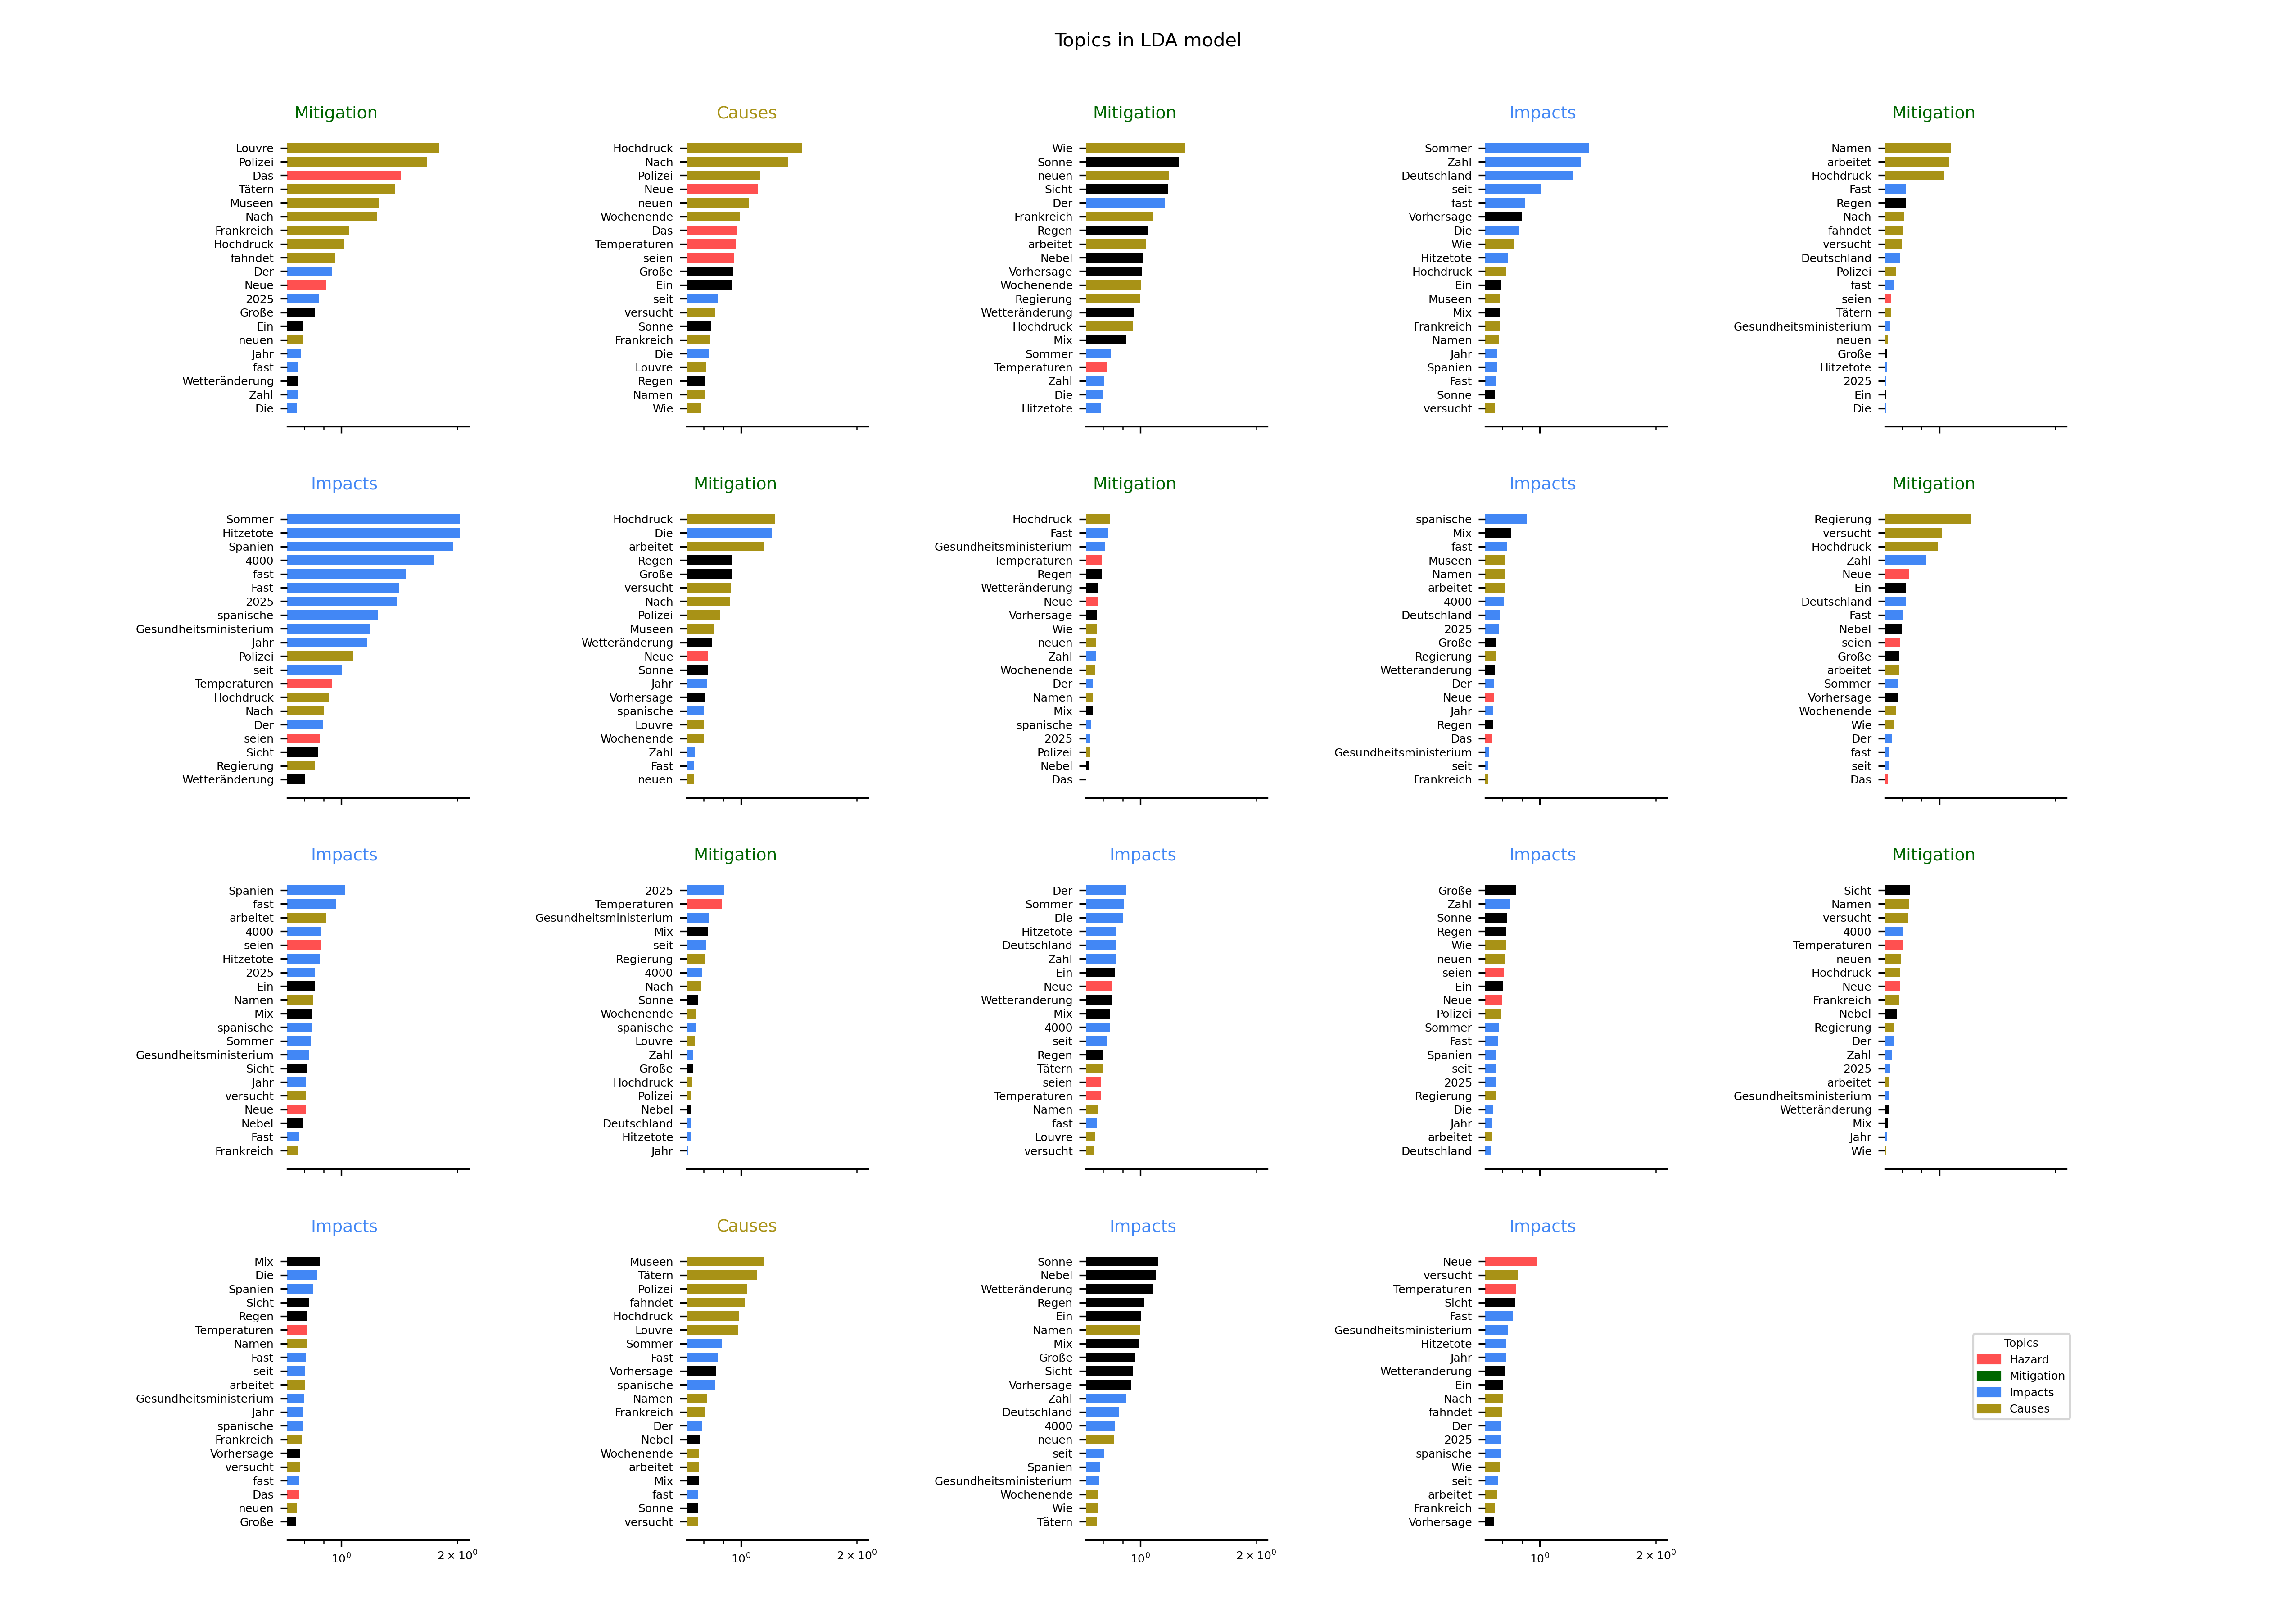 Topics in LDA model
Mitigation
Louvre
Polizei
Das
Tätern
Museen
Nach
Frankreich
Hochdruck
fahndet
Der
Neue
2025
Große
Ein
neuen
Jahr
fast
Wetteränderung
Zahl
Die
Causes
Hochdruck
Nach
Polizei
Neue
neuen
Wochenende
Das
Temperaturen
seien
Große
Ein
seit
versucht
Sonne
Frankreich
Die
Louvre
Regen
Namen
Wie
Mitigation
Wie
Sonne
neuen
Sicht
Der
Frankreich
Regen
arbeitet
Nebel
Vorhersage
Wochenende
Regierung
Wetteränderung
Hochdruck
Mix
Sommer
Temperaturen
Zahl
Die
Hitzetote
Impacts
Sommer
Zahl
Deutschland
seit
fast
Vorhersage
Die
Wie
Hitzetote
Hochdruck
Ein
Museen
Mix
Frankreich
Namen
Jahr
Spanien
Fast
Sonne
versucht
Mitigation
Namen
arbeitet
Hochdruck
Fast
Regen
Nach
fahndet
versucht
Deutschland
Polizei
fast
seien
Tätern
Gesundheitsministerium
neuen
Große
Hitzetote
2025
Ein
Die
Impacts
Sommer
Hitzetote
Spanien
4000
fast
Fast
2025
spanische
Gesundheitsministerium
Jahr
Polizei
seit
Temperaturen
Hochdruck
Nach
Der
seien
Sicht
Regierung
Wetteränderung
Mitigation
Hochdruck
Die
arbeitet
Regen
Große
versucht
Nach
Polizei
Museen
Wetteränderung
Neue
Sonne
Jahr
Vorhersage
spanische
Louvre
Wochenende
Zahl
Fast
neuen
Mitigation
Hochdruck
Fast
Gesundheitsministerium
Temperaturen
Regen
Wetteränderung
Neue
Vorhersage
Wie
neuen
Zahl
Wochenende
Der
Namen
Mix
spanische
2025
Polizei
Nebel
Das
Impacts
spanische
Mix
fast
Museen
Namen
arbeitet
4000
Deutschland
2025
Große
Regierung
Wetteränderung
Der
Neue
Jahr
Regen
Das
Gesundheitsministerium
seit
Frankreich
Mitigation
Regierung
versucht
Hochdruck
Zahl
Neue
Ein
Deutschland
Fast
Nebel
seien
Große
arbeitet
Sommer
Vorhersage
Wochenende
Wie
Der
fast
seit
Das
Impacts
Spanien
fast
arbeitet
4000
seien
Hitzetote
2025
Ein
Namen
Mix
spanische
Sommer
Gesundheitsministerium
Sicht
Jahr
versucht
Neue
Nebel
Fast
Frankreich
Mitigation
2025
Temperaturen
Gesundheitsministerium
Mix
seit
Regierung
4000
Nach
Sonne
Wochenende
spanische
Louvre
Zahl
Große
Hochdruck
Polizei
Nebel
Deutschland
Hitzetote
Jahr
Impacts
Der
Sommer
Die
Hitzetote
Deutschland
Zahl
Ein
Neue
Wetteränderung
Mix
4000
seit
Regen
Tätern
seien
Temperaturen
Namen
fast
Louvre
versucht
Impacts
Große
Zahl
Sonne
Regen
Wie
neuen
seien
Ein
Neue
Polizei
Sommer
Fast
Spanien
seit
2025
Regierung
Die
Jahr
arbeitet
Deutschland
Mitigation
Sicht
Namen
versucht
4000
Temperaturen
neuen
Hochdruck
Neue
Frankreich
Nebel
Regierung
Der
Zahl
2025
arbeitet
Gesundheitsministerium
Wetteränderung
Mix
Jahr
Wie
Impacts
Mix
Die
Spanien
Sicht
Regen
Temperaturen
Namen
Fast
seit
arbeitet
Gesundheitsministerium
Jahr
spanische
Frankreich
Vorhersage
versucht
fast
Das
neuen
Große
10⁰ 2 × 10⁰
Causes
Museen
Tätern
Polizei
fahndet
Hochdruck
Louvre
Sommer
Fast
Vorhersage
spanische
Namen
Frankreich
Der
Nebel
Wochenende
arbeitet
Mix
fast
Sonne
versucht
10⁰ 2 × 10⁰
Impacts
Sonne
Nebel
Wetteränderung
Regen
Ein
Namen
Mix
Große
Sicht
Vorhersage
Zahl
Deutschland
4000
neuen
seit
Spanien
Gesundheitsministerium
Wochenende
Wie
Tätern
10⁰ 2 × 10⁰
Impacts
Neue
versucht
Temperaturen
Sicht
Fast
Gesundheitsministerium
Hitzetote
Jahr
Wetteränderung
Ein
Nach
fahndet
Der
2025
spanische
Wie
seit
arbeitet
Frankreich
Vorhersage
10⁰ 2 × 10⁰
Topics
Hazard
Mitigation
Impacts
Causes